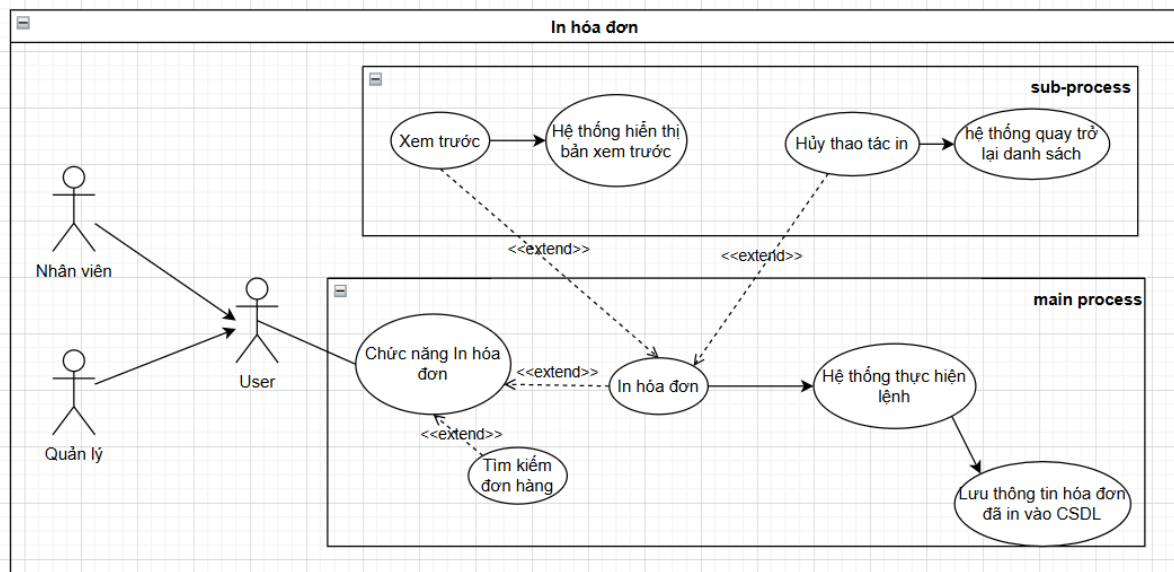 In hóa đơn
sub-process
Xem trước
Hệ thống hiển thị
bản xem trước
Hủy thao tác in
hệ thống quay trở
lại danh sách
<<extend>>
<<extend>>
Nhân viên
Quản lý
User
main process
Chức năng In hóa
đơn
<<extend>>
In hóa đơn
Hệ thống thực hiện
lệnh
<<extend>>
Tìm kiếm
đơn hàng
Lưu thông tin hóa đơn
đã in vào CSDL